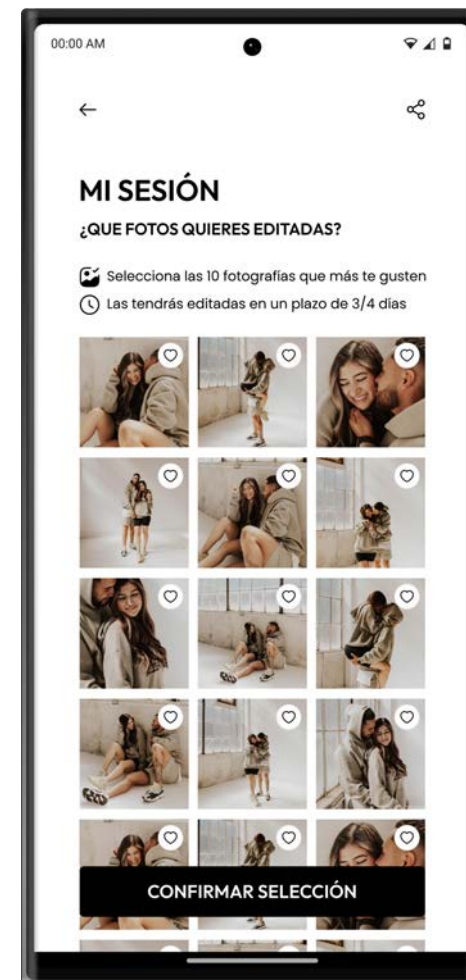 00:00 AM
MI SESIÓN
¿QUE FOTOS QUIERES EDITADAS?
Selecciona las 10 fotografías que más te gusten
Las tendrás editadas en un plazo de 3/4 días
CONFIRMAR SELECCIÓN